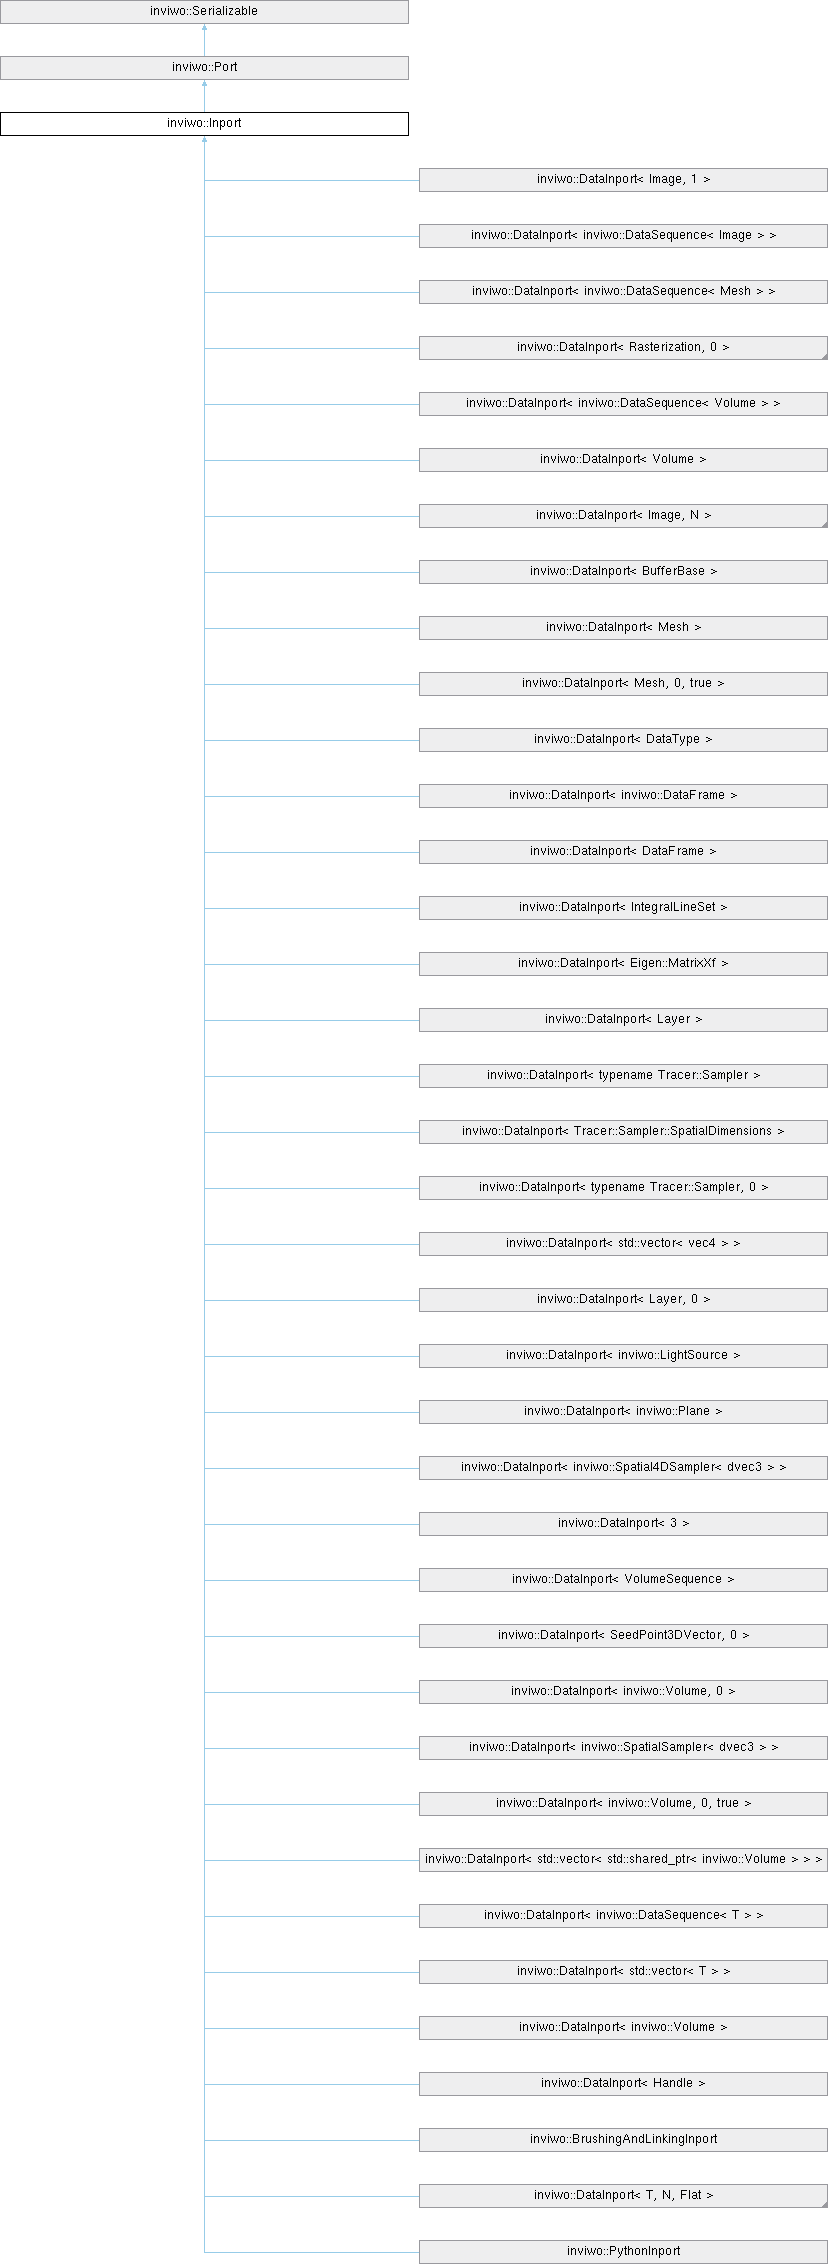 inviwo::Serializable
inviwo::Port
inviwo::Inport
inviwo::DataInport< Image, 1 >
inviwo::DataInport< inviwo::DataSequence< Image > >
inviwo::DataInport< inviwo::DataSequence< Mesh > >
inviwo::DataInport< Rasterization, 0 >
inviwo::DataInport< inviwo::DataSequence< Volume > >
inviwo::DataInport< Volume >
inviwo::DataInport< Image, N >
inviwo::DataInport< BufferBase >
inviwo::DataInport< Mesh >
inviwo::DataInport< Mesh, 0, true >
inviwo::DataInport< DataType >
inviwo::DataInport< inviwo::DataFrame >
inviwo::DataInport< DataFrame >
inviwo::DataInport< IntegralLineSet >
inviwo::DataInport< Eigen::MatrixXf >
inviwo::DataInport< Layer >
inviwo::DataInport< typename Tracer::Sampler >
inviwo::DataInport< Tracer::Sampler::SpatialDimensions >
inviwo::DataInport< typename Tracer::Sampler, 0 >
inviwo::DataInport< std::vector< vec4 > >
inviwo::DataInport< Layer, 0 >
inviwo::DataInport< inviwo::LightSource >
inviwo::DataInport< inviwo::Plane >
inviwo::DataInport< inviwo::Spatial4DSampler< dvec3 > >
inviwo::DataInport< 3 >
inviwo::DataInport< VolumeSequence >
inviwo::DataInport< SeedPoint3DVector, 0 >
inviwo::DataInport< inviwo::Volume, 0 >
inviwo::DataInport< inviwo::SpatialSampler< dvec3 > >
inviwo::DataInport< inviwo::Volume, 0, true >
inviwo::DataInport< std::vector< std::shared_ptr< inviwo::Volume > > >
inviwo::DataInport< inviwo::DataSequence< T > >
inviwo::DataInport< std::vector< T > >
inviwo::DataInport< inviwo::Volume >
inviwo::DataInport< Handle >
inviwo::BrushingAndLinkingInport
inviwo::DataInport< T, N, Flat >
inviwo::PythonInport